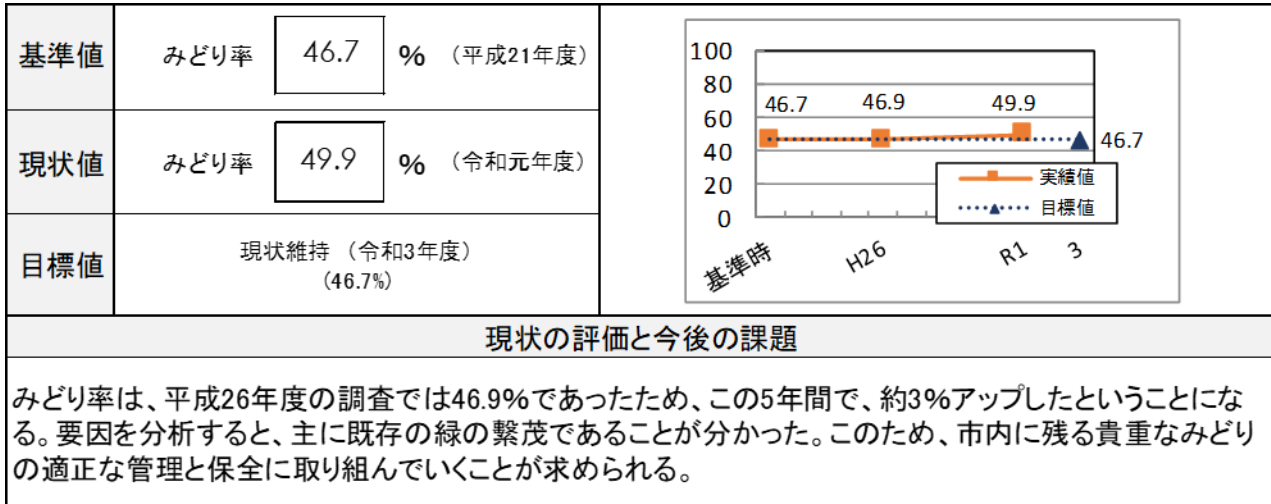 基準値 みどり率 46.7 % （平成21年度）
現状値 みどり率 49.9 % （令和元年度）
目標値 現状維持 （令和3年度）
(46.7%)
100
80
60
40
20
0
46.7 46.9 49.9
46.7
実績値
目標値
基準時 H26 R1 3
現状の評価と今後の課題
みどり率は、平成26年度の調査では46.9%であったため、この5年間で、約3%アップしたということにな
る。要因を分析すると、主に既存の緑の繁茂であることが分かった。このため、市内に残る貴重なみどり
の適正な管理と保全に取り組んでいくことが求められる。